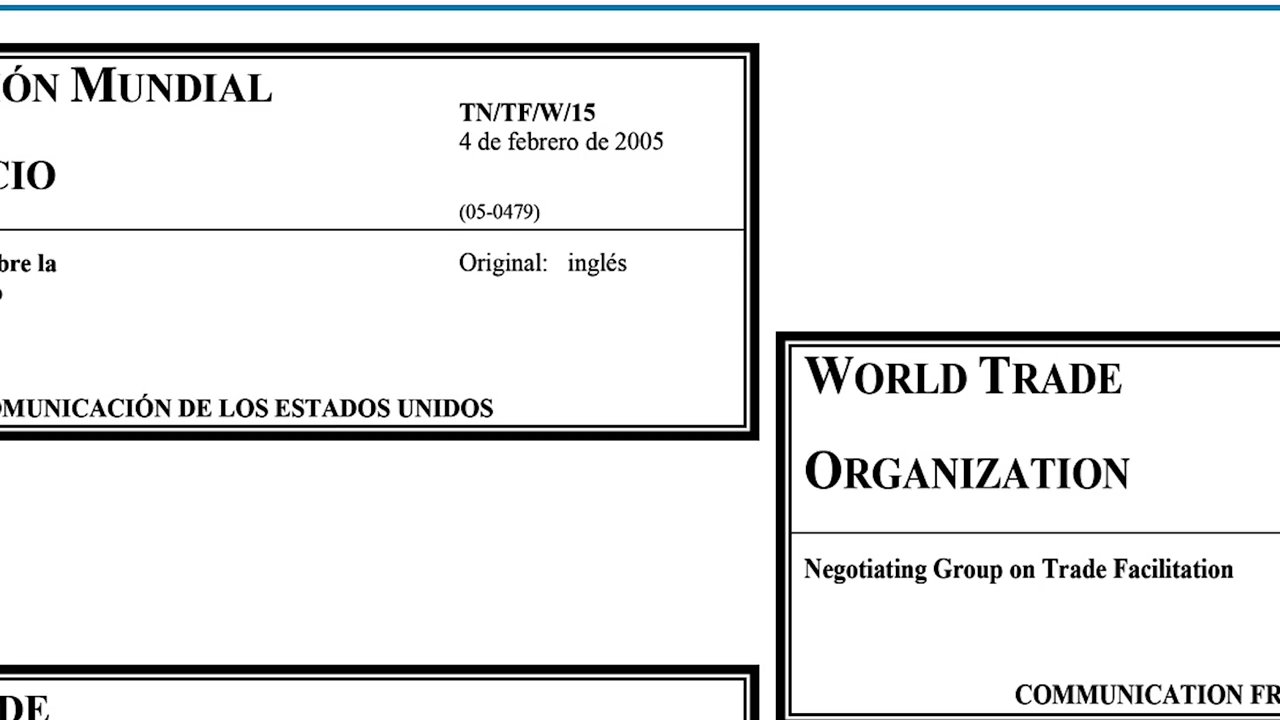 IÓN MUNDIAL
CIO
TN/TF/W/15
4 de febrero de 2005
(05-0479)
bre la
o
Original: inglés
OMUNICACIÓN DE LOS ESTADOS UNIDOS
WORLD TRADE
ORGANIZATION
Negotiating Group on Trade Facilitation
COMMUNICATION FR
DE